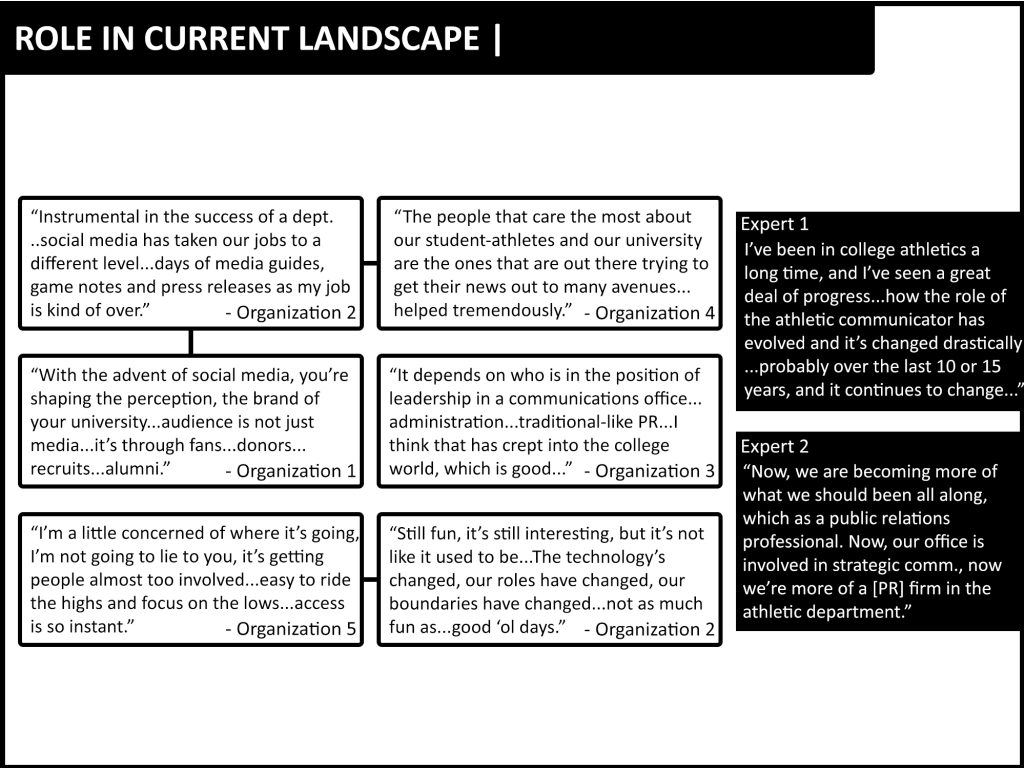 ROLE IN CURRENT LANDSCAPE |
“Instrumental in the success of a dept.
..social media has taken our jobs to a
different level...days of media guides,
game notes and press releases as my job
is kind of over.” - Organization 2
“The people that care the most about
our student-athletes and our university
are the ones that are out there trying to
get their news out to many avenues...
helped tremendously.” - Organization 4
“With the advent of social media, you’re
shaping the perception, the brand of
your university...audience is not just
media...it’s through fans...donors...
recruits...alumni.” - Organization 1
“It depends on who is in the position of
leadership in a communications office...
administration...traditional-like PR...I
think that has crept into the college
world, which is good...” - Organization 3
“I’m a little concerned of where it’s going,
I’m not going to lie to you, it’s getting
people almost too involved...easy to ride
the highs and focus on the lows...access
is so instant.” - Organization 5
“Still fun, it’s still interesting, but it’s not
like it used to be...The technology’s
changed, our roles have changed, our
boundaries have changed...not as much
fun as...good ‘ol days.” - Organization 2
Expert 1
I’ve been in college athletics a
long time, and I’ve seen a great
deal of progress...how the role of
the athletic communicator has
evolved and it’s changed drastically
...probably over the last 10 or 15
years, and it continues to change...”
Expert 2
“Now, we are becoming more of
what we should been all along,
which as a public relations
professional. Now, our office is
involved in strategic comm., now
we’re more of a [PR] firm in the
athletic department.”